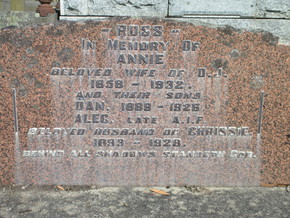 ROSS
IN MEMORY OF
ANNIE
BELOVED WIFE OF D.J.
1858 - 1932.
AND THEIR SONS
DAN. 1889 - 1926
ALEC. LATE A.I.F.
BELOVED HUSBAND OF CHRISSIE.
1893 - 1928.
BEHIND ALL SHADOWS STANDETH GOD.